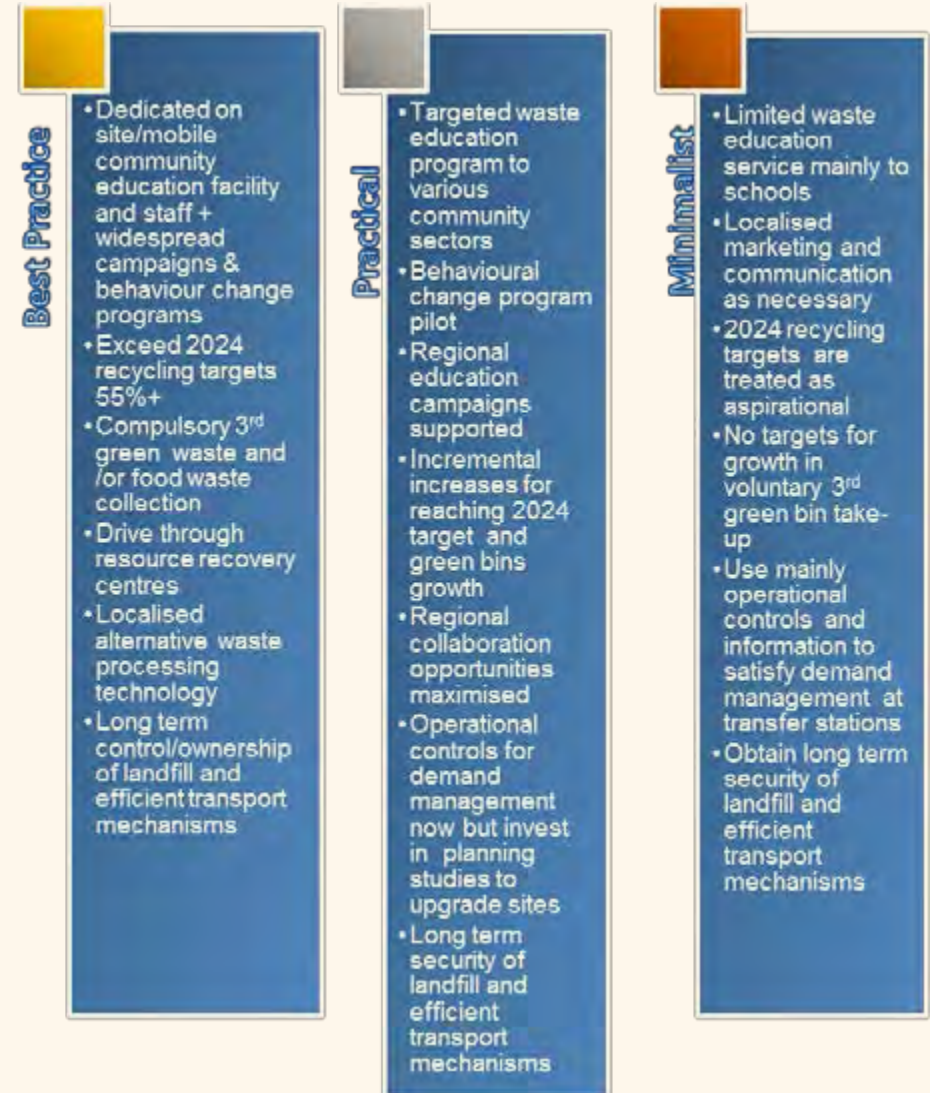 Best Practice
•Dedicated on
site/mobile
community
education facility
and staff +
widespread
campaigns &
behaviour change
programs
•Exceed 2024
recycling targets
55%+
•Compulsory 3rd
green waste and
/or food waste
collection
•Drive through
resource recovery
centres
•Localised
alternative waste
processing
technology
•Long term
control/ownership
of landfill and
efficient transport
mechanisms
Practical
•Targeted waste
education
program to
various
community
sectors
•Behavioural
change program
pilot
•Regional
education
campaigns
supported
•Incremental
increases for
reaching 2024
target and
green bins
growth
•Regional
collaboration
opportunities
maximised
•Operational
controls for
demand
management
now but invest
in planning
studies to
upgrade sites
•Long term
security of
landfill and
efficient
transport
mechanisms
Minimalist
•Limited waste
education
service mainly to
schools
•Localised
marketing and
communication
as necessary
•2024 recycling
targets are
treated as
aspirational
•No targets for
growth in
voluntary 3rd
green bin take-
up
•Use mainly
operational
controls and
information to
satisfy demand
management at
transfer stations
•Obtain long term
security of
landfill and
efficient
transport
mechanisms